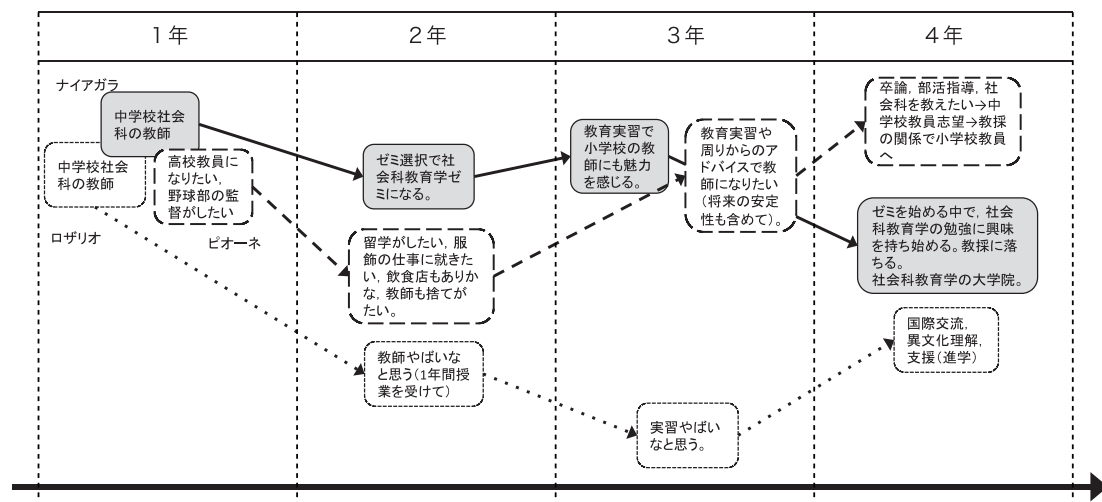 1年
2年
3年
4年
ナイアガラ
中学校社会
科の教師
中学校社会
科の教師
高校教員に
なりたい,
野球部の監
督がしたい
ロザリオ
ピオーネ
ゼミ選択で社
会科教育学ゼ
ミになる。
留学がしたい, 服
飾の仕事に就きた
い, 飲食店もありか
な, 教師も捨てが
たい。
教師やばいな
と思う(1年間授
業を受けて)
教育実習で
小学校の教
師にも魅力
を感じる。
教育実習や
周りからのア
ドバイスで教
師になりたい
(将来の安定
性も含めて)。
実習やばい
なと思う。
卒論, 部活指導, 社
会科を教えたい→中
学校教員志望→教採
の関係で小学校教員
へ
ゼミを始める中で, 社会
科教育学の勉強に興味
を持ち始める。教採に落
ちる。
社会科教育学の大学院。
国際交流,
異文化理解,
支援(進学)